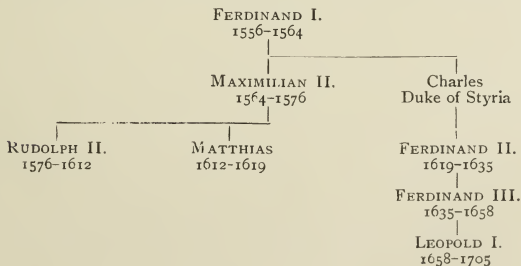 FERDINAND I.
1556–1564
MAXIMILIAN II.
1564–1576
Charles
Duke of Styria
RUDOLPH II.
1576–1612
MATTHIAS
1612–1619
FERDINAND II.
1619–1635
FERDINAND III.
1635–1658
LEOPOLD I.
1658–1705